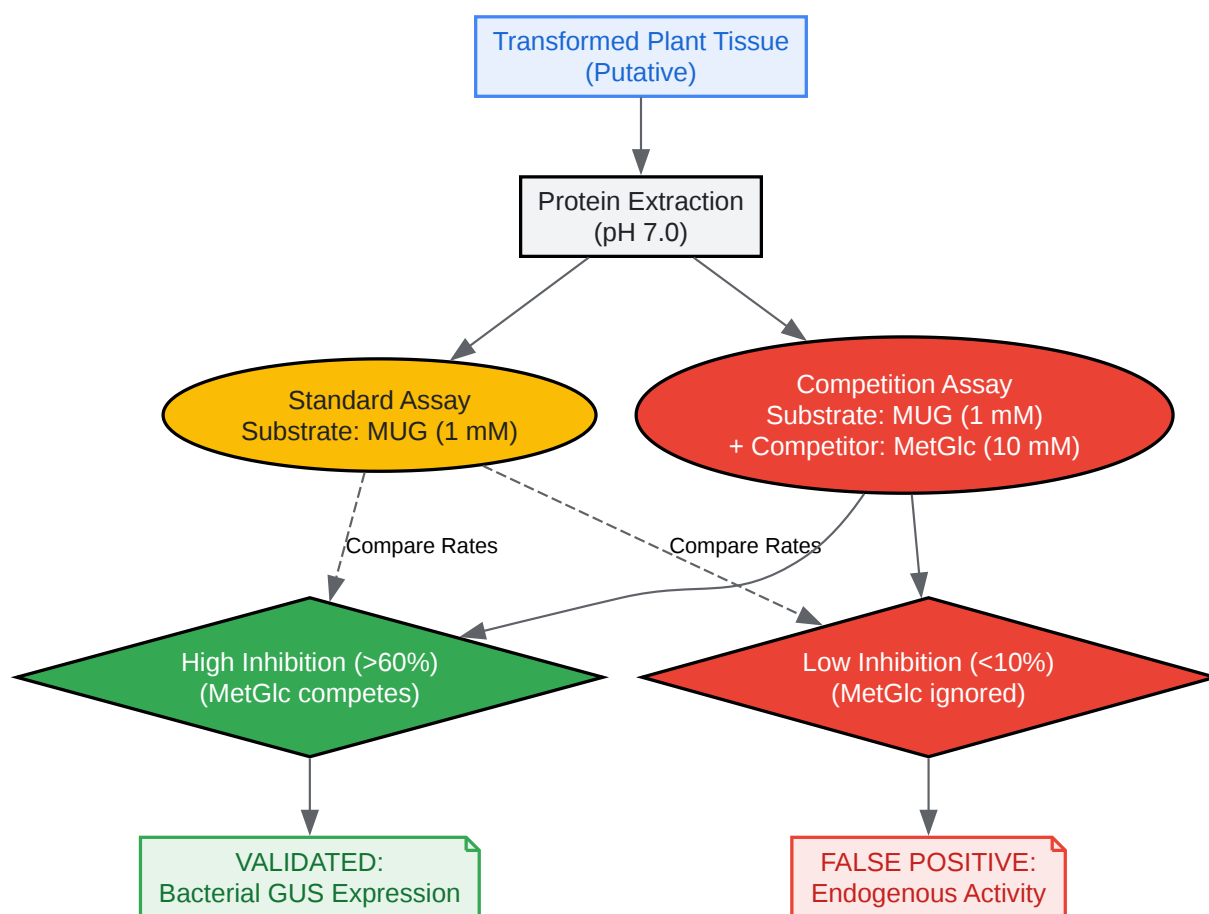 Transformed Plant Tissue
(Putative)
Protein Extraction
(pH 7.0)
Standard Assay
Substrate: MUG (1 mM)
Competition Assay
Substrate: MUG (1 mM)
+ Competitor: MetGlc (10 mM)
Compare Rates
Compare Rates
High Inhibition (>60%)
(MetGlc competes)
Low Inhibition (<10%)
(MetGlc ignored)
VALIDATED:
Bacterial GUS Expression
FALSE POSITIVE:
Endogenous Activity